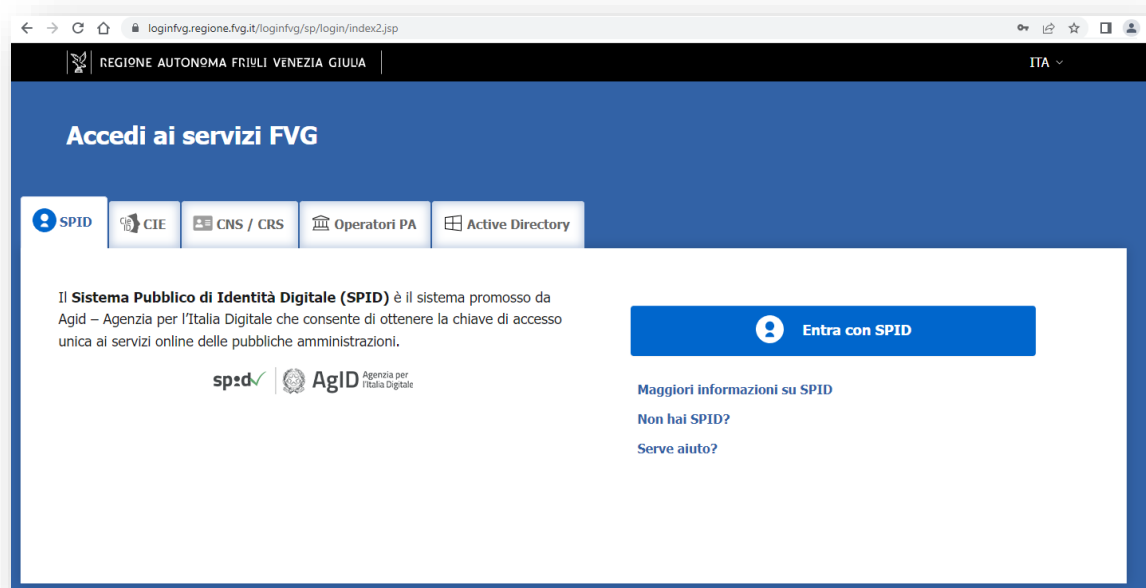 loginfvg.regione.fvg.it/loginfvg/sp/login/index2.jsp
REGIONE AUTONOMA FRIULI VENEZIA GIULIA
ITA
Accedi ai servizi FVG
SPID
CIE
CNS / CRS
Operatori PA
Active Directory
Il Sistema Pubblico di Identità Digitale (SPID) è il sistema promosso da
Agid – Agenzia per l'Italia Digitale che consente di ottenere la chiave di accesso
unica ai servizi online delle pubbliche amministrazioni.
spid
AgID Agenzia per
l'Italia Digitale
Entra con SPID
Maggiori informazioni su SPID
Non hai SPID?
Serve aiuto?